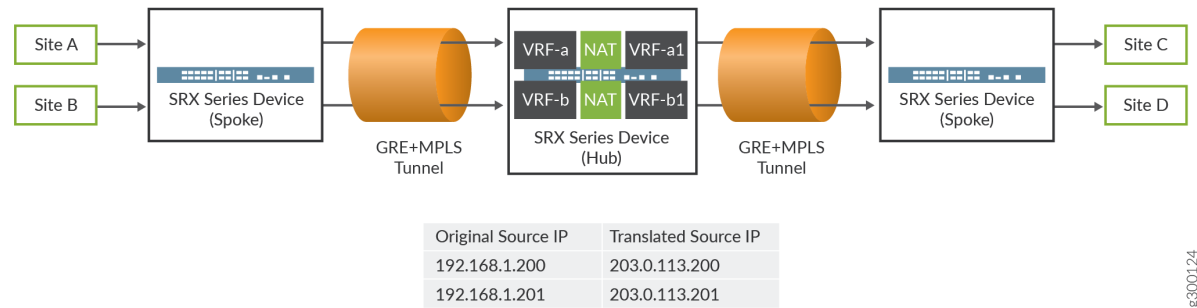 Site A
Site B
SRX Series Device
(Spoke)
GRE+MPLS
Tunnel
VRF-a NAT VRF-a1
VRF-b NAT VRF-b1
SRX Series Device
(Hub)
GRE+MPLS
Tunnel
SRX Series Device
(Spoke)
Site C
Site D
Original Source IP Translated Source IP
192.168.1.200 203.0.113.200
192.168.1.201 203.0.113.201
g300124